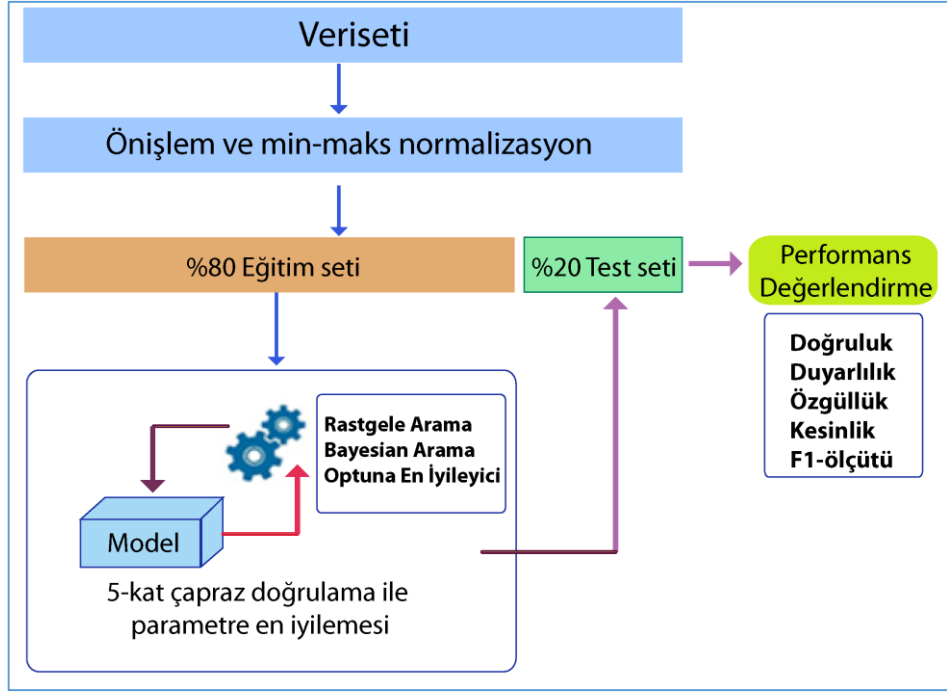 Veriseti
Önişlem ve min-maks normalizasyon
%80 Eğitim seti
%20 Test seti
Performans
Değerlendirme
Doğruluk
Duyarlılık
Özgüllük
Kesinlik
F1-ölçütü
Rastgele Arama
Bayesian Arama
Optuna En İyileyici
Model
5-kat çapraz doğrulama ile
parametre en iyilemesi